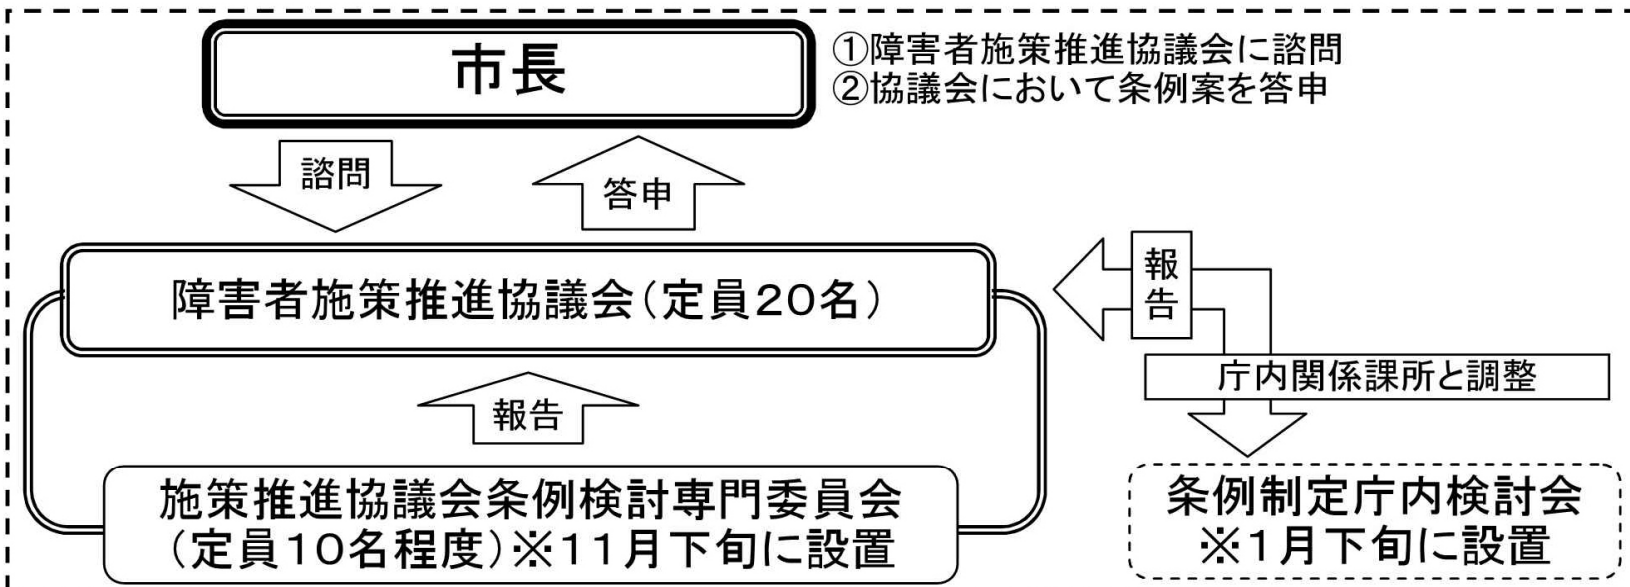 市長
①障害者施策推進協議会に諮問
②協議会において条例案を答申
諮問
答申
障害者施策推進協議会(定員20名)
報告
庁内関係課所と調整
報告
施策推進協議会条例検討専門委員会
(定員10名程度)※11月下旬に設置
条例制定庁内検討会
※1月下旬に設置